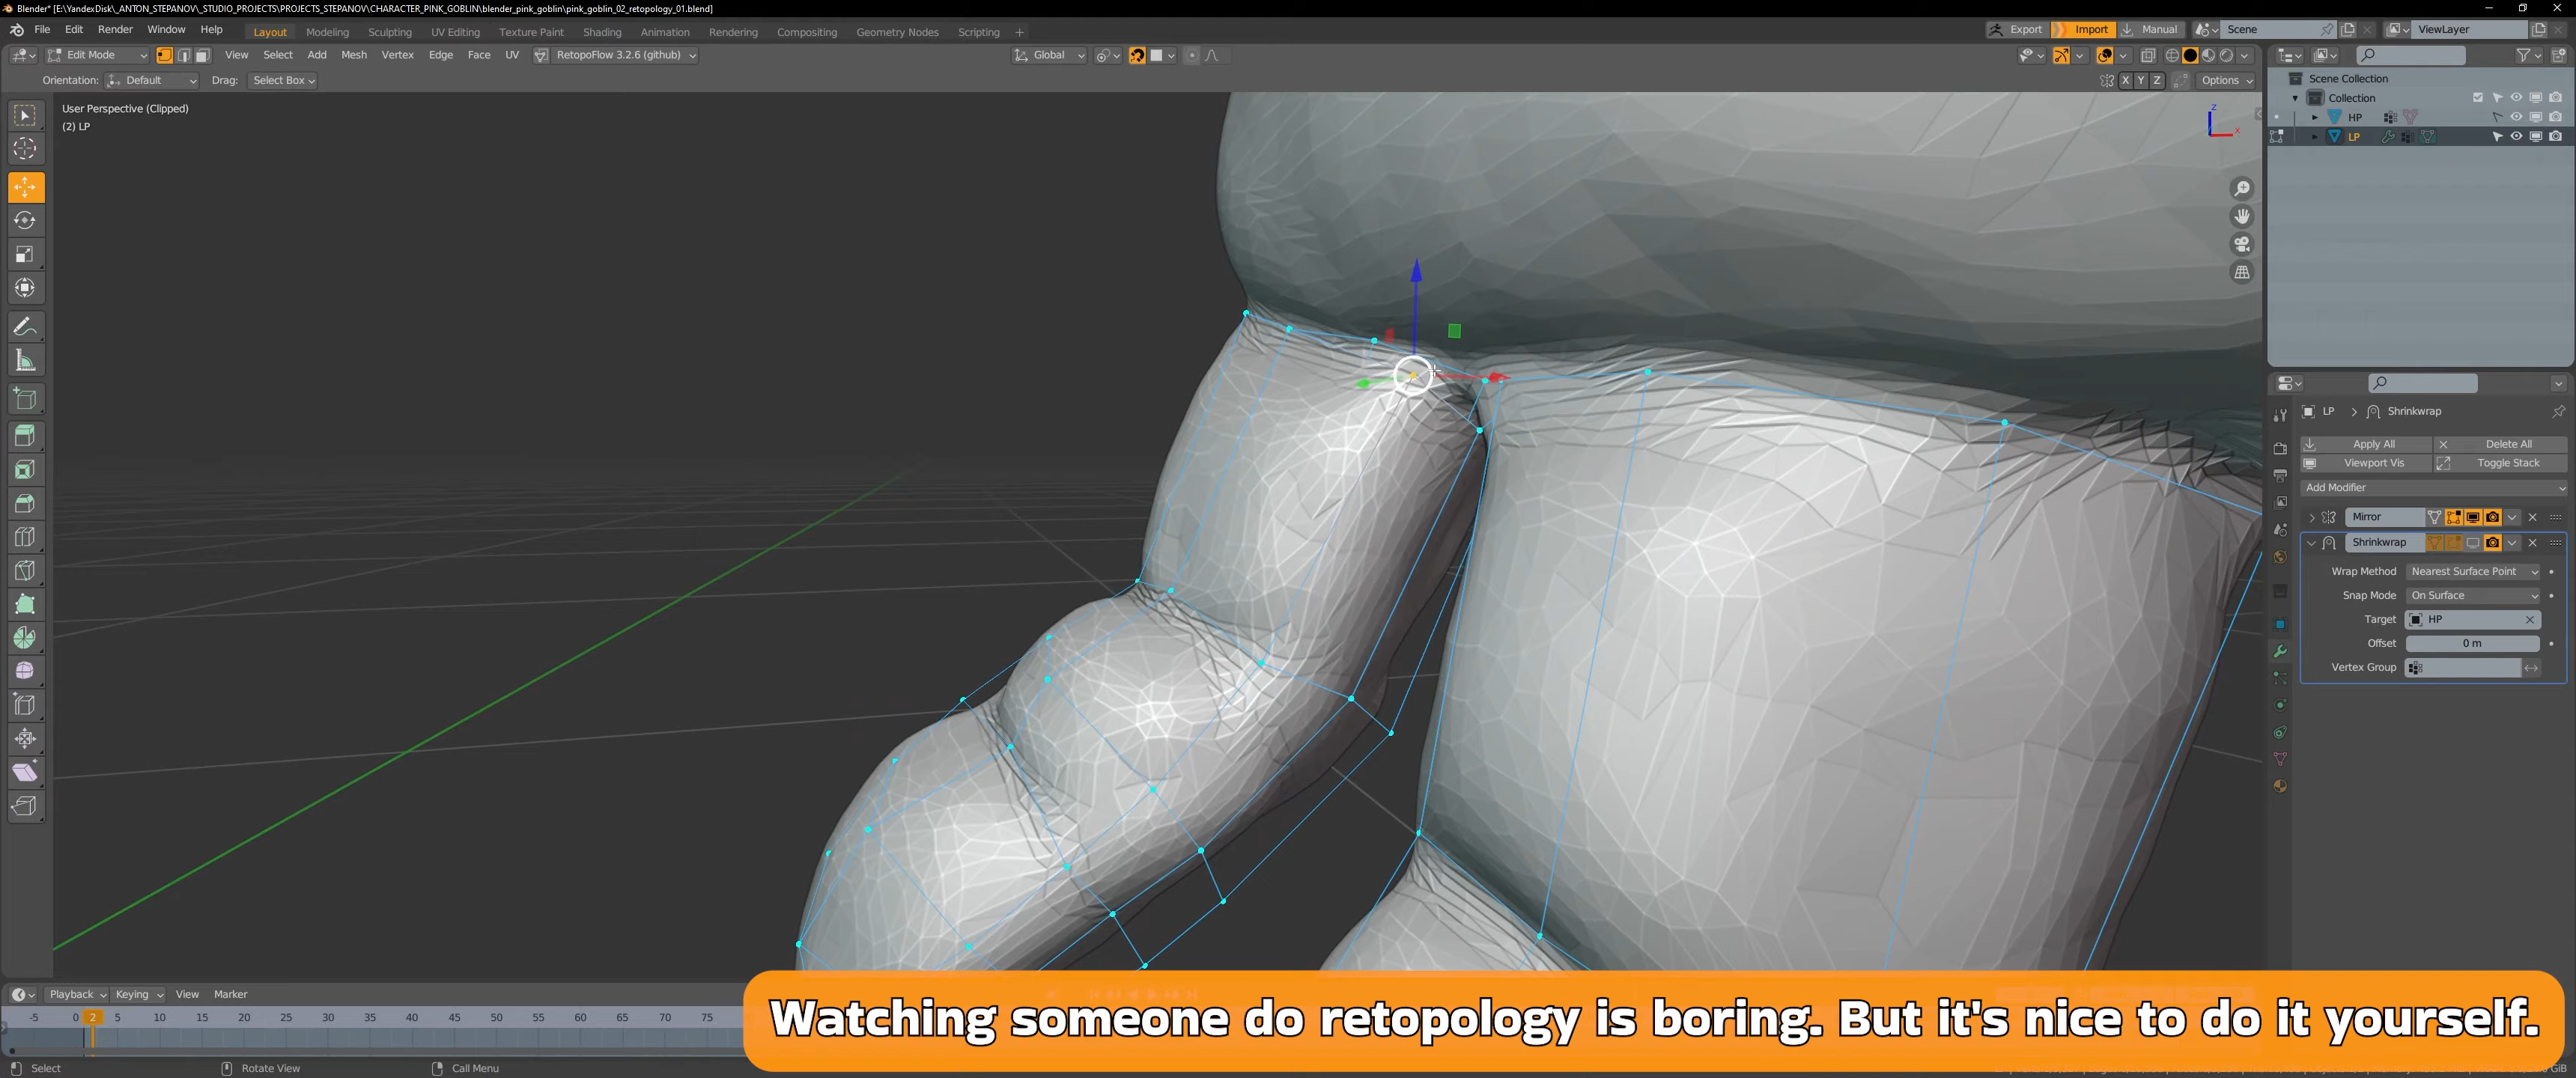 Blender* [E:\YandexDisk\_ANTON_STEPANOV\_STUDIO_PROJECTS\PROJECTS_STEPANOV\CHARACTER_PINK_GOBLIN\blender_pink_goblin\pink_goblin_02_retopology_01.blend]
File Edit Render Window Help Layout Modeling Sculpting UV Editing Texture Paint Shading Animation Rendering Compositing Geometry Nodes Scripting + Export Import Manual Scene ViewLayer
Edit Mode View Select Add Mesh Vertex Edge Face UV RetopoFlow 3.2.6 (github) Global
Orientation: Default Drag: Select Box X Y Z Options
Scene Collection
Collection
HP
LP
User Perspective (Clipped)
(2) LP
Z
X
LP > Shrinkwrap
Apply All Delete All
Viewport Vis Toggle Stack
Add Modifier
Mirror
Shrinkwrap
Wrap Method Nearest Surface Point
Snap Mode On Surface
Target HP
Offset 0 m
Vertex Group
Playback Keying View Marker
-5 0 2 5 10 15 20 25 30 35 40 45 50 55 60 65 70 75
Watching someone do retopology is boring. But it's nice to do it yourself.
Select Rotate View Call Menu